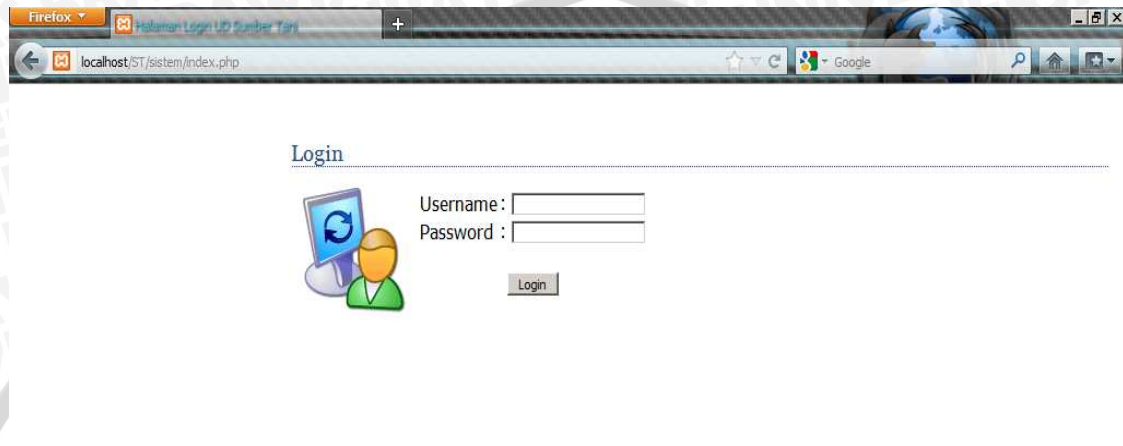 Firefox
Halaman Login UD Sumber Tani
+
localhost/ST/sistem/index.php
Google
Login
Username :
Password :
Login